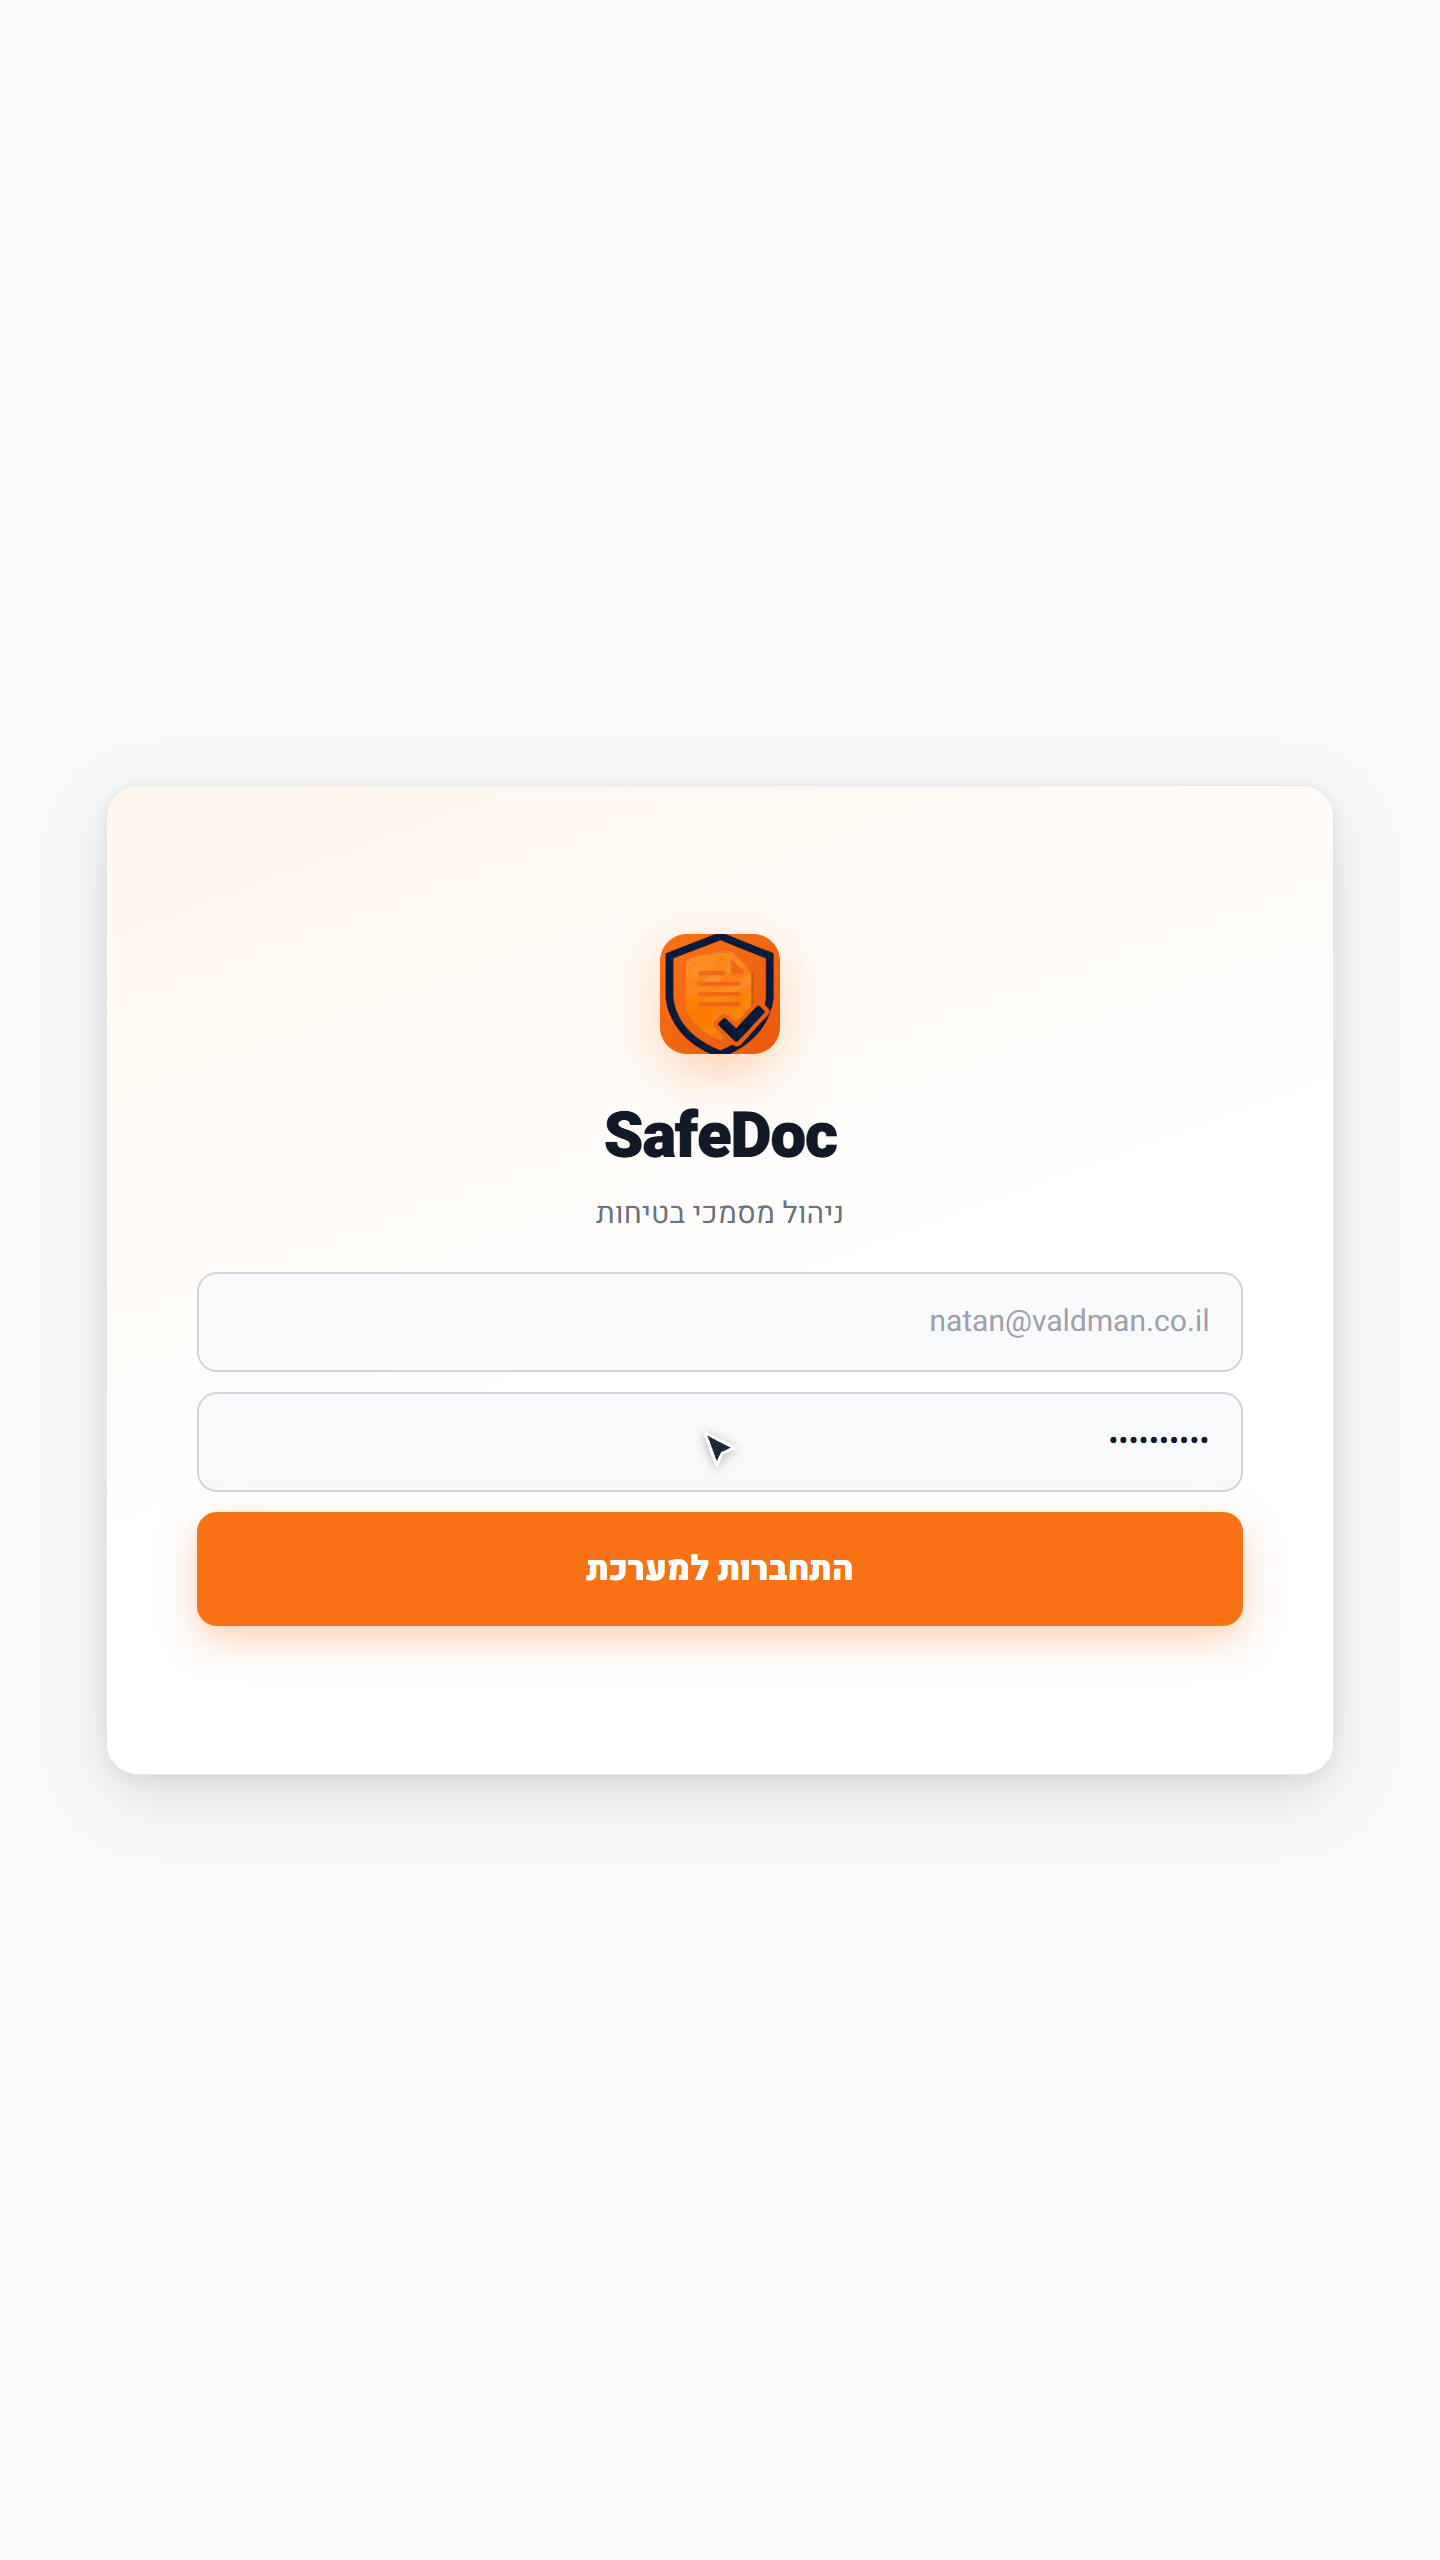 SafeDoc
ניהול מסמכי בטיחות
natan@valdman.co.il
••••••••••
התחברות למערכת